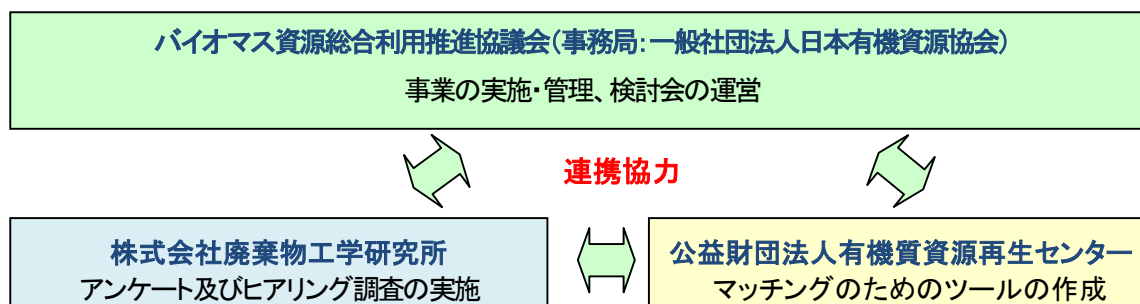 バイオマス資源総合利用推進協議会(事務局:一般社団法人日本有機資源協会)
事業の実施・管理、検討会の運営
連携協力
株式会社廃棄物工学研究所
アンケート及びヒアリング調査の実施
公益財団法人有機質資源再生センター
マッチングのためのツールの作成